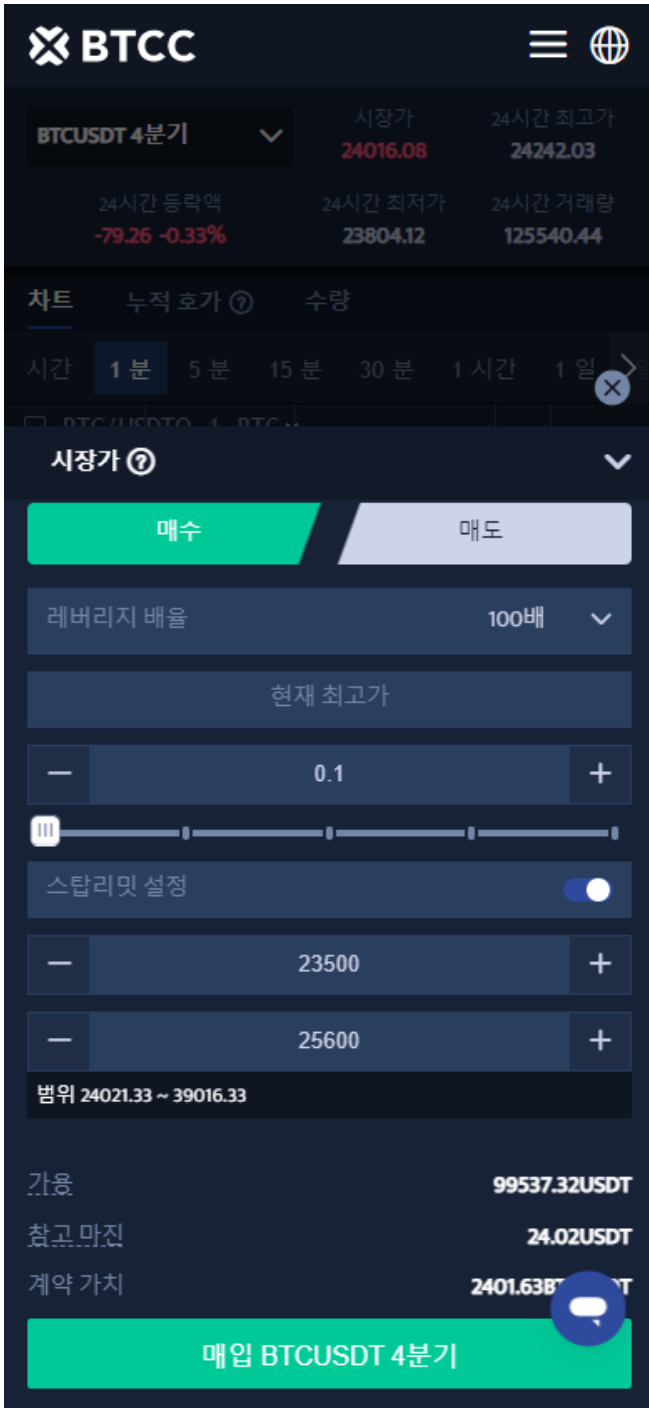 BTCC
BTCUSDT 4분기
시장가
24016.08
24시간 최고가
24242.03
24시간 등락액
-79.26 -0.33%
24시간 최저가
23804.12
24시간 거래량
125540.44
차트 누적 호가 ? 수량
시간 1 분 5 분 15 분 30 분 1 시간 1 일
시장가 ?
매수 매도
레버리지 배율 100배
현재 최고가
— 0.1 +
스탑리밋 설정
— 23500 +
— 25600 +
범위 24021.33 ~ 39016.33
가용 99537.32USDT
참고 마진 24.02USDT
계약 가치 2401.63
매입 BTCUSDT 4분기